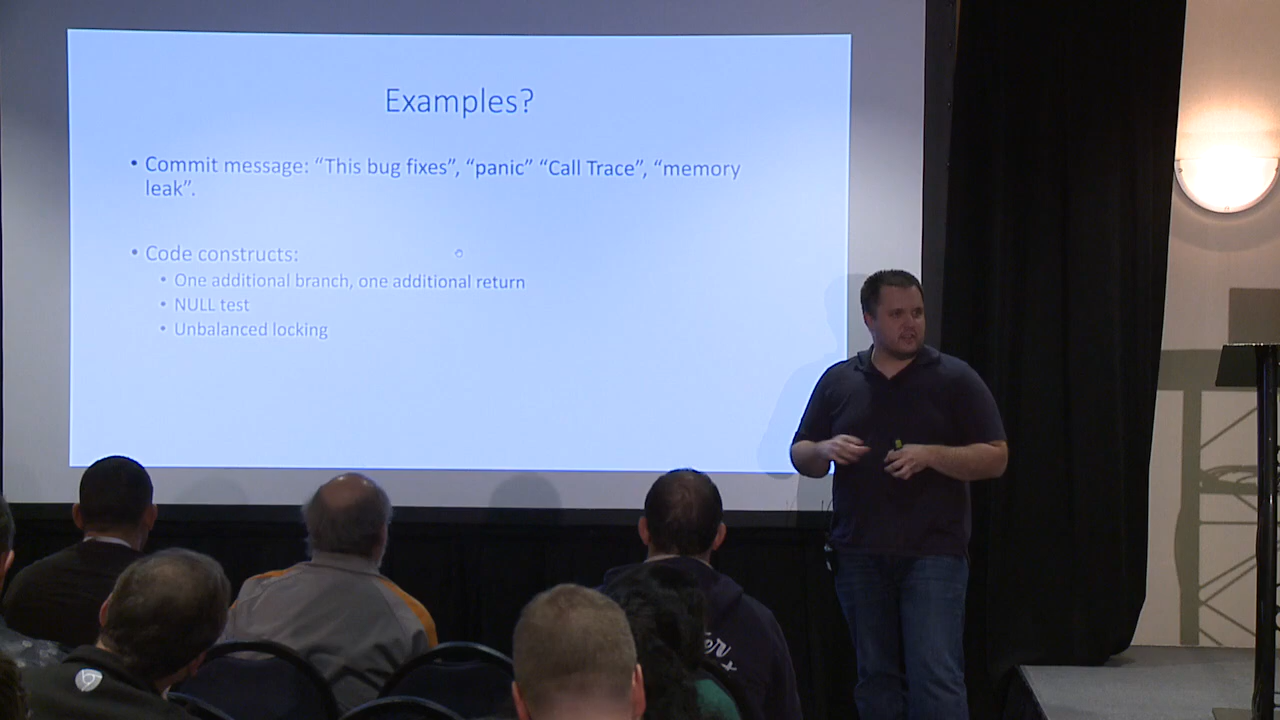 Examples?
• Commit message: “This bug fixes”, “panic” “Call Trace”, “memory
leak”.
• Code constructs:
• One additional branch, one additional return
• NULL test
• Unbalanced locking